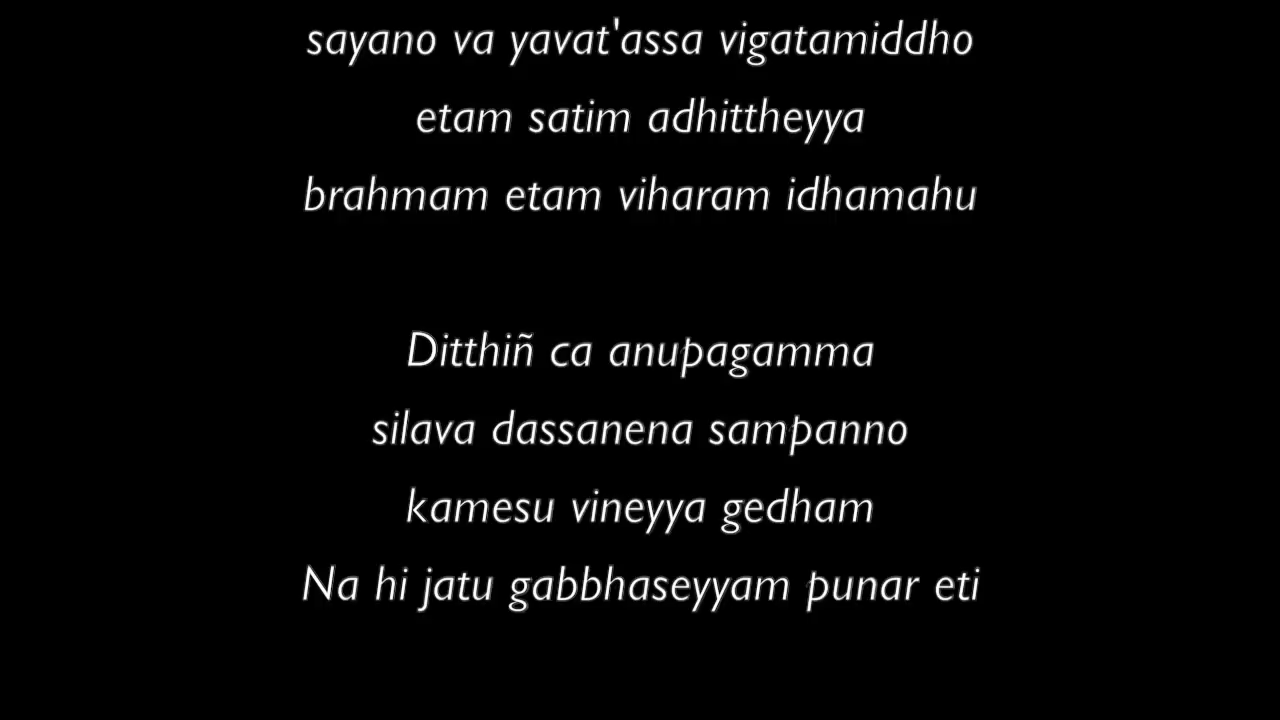 sayano va yavat'assa vigatamiddho
etam satim adhittheyya
brahmam etam viharam idhamahu
Ditthiñ ca anupagamma
silava dassanena sampanno
kamesu vineyya gedham
Na hi jatu gabbhaseyyam punar eti